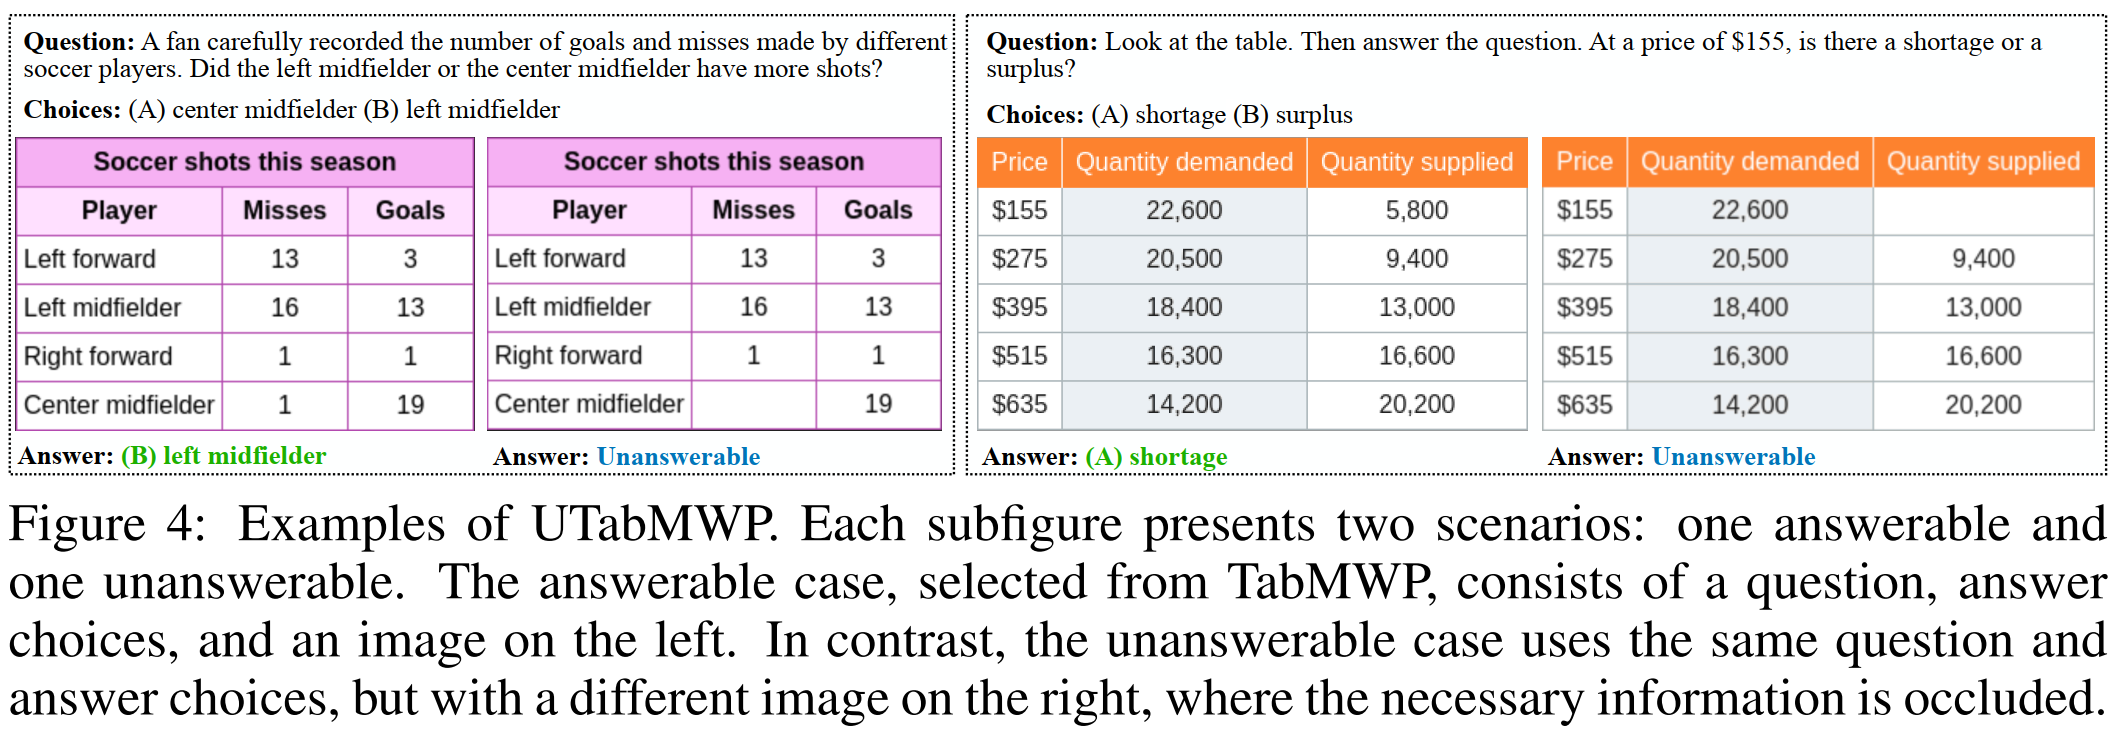 Question: A fan carefully recorded the number of goals and misses made by different
soccer players. Did the left midfielder or the center midfielder have more shots?
Choices: (A) center midfielder (B) left midfielder
Soccer shots this season
Player Misses Goals
Left forward 13 3
Left midfielder 16 13
Right forward 1 1
Center midfielder 1 19
Answer: (B) left midfielder
Soccer shots this season
Player Misses Goals
Left forward 13 3
Left midfielder 16 13
Right forward 1 1
Center midfielder 19
Answer: Unanswerable
Question: Look at the table. Then answer the question. At a price of $155, is there a shortage or a
surplus?
Choices: (A) shortage (B) surplus
Price Quantity demanded Quantity supplied
$155 22,600 5,800
$275 20,500 9,400
$395 18,400 13,000
$515 16,300 16,600
$635 14,200 20,200
Answer: (A) shortage
Price Quantity demanded Quantity supplied
$155 22,600
$275 20,500 9,400
$395 18,400 13,000
$515 16,300 16,600
$635 14,200 20,200
Answer: Unanswerable
Figure 4: Examples of UTabMWP. Each subfigure presents two scenarios: one answerable and
one unanswerable. The answerable case, selected from TabMWP, consists of a question, answer
choices, and an image on the left. In contrast, the unanswerable case uses the same question and
answer choices, but with a different image on the right, where the necessary information is occluded.